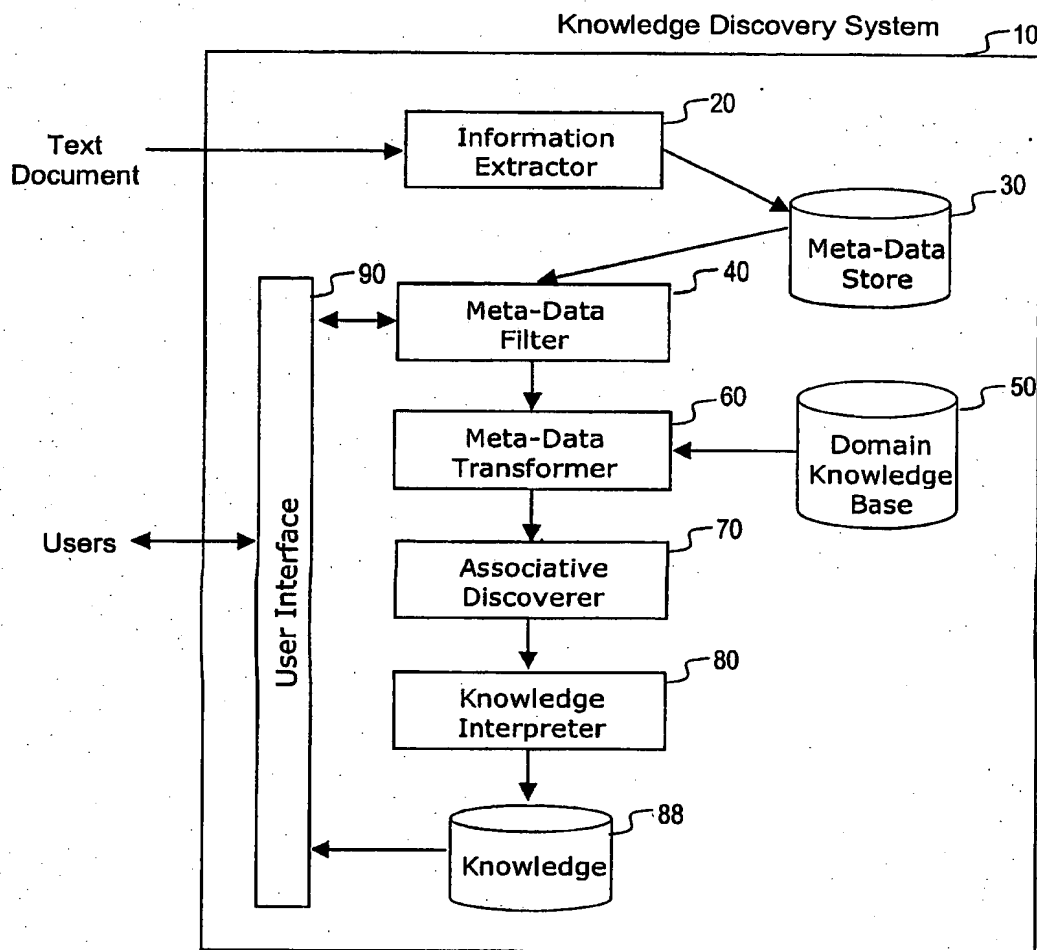 Knowledge Discovery System
10
20
Text
Document
Information
Extractor
30
Meta-Data
Store
90
40
Meta-Data
Filter
60
50
Meta-Data
Transformer
Domain
Knowledge
Base
Users
User Interface
70
Associative
Discoverer
80
Knowledge
Interpreter
88
Knowledge